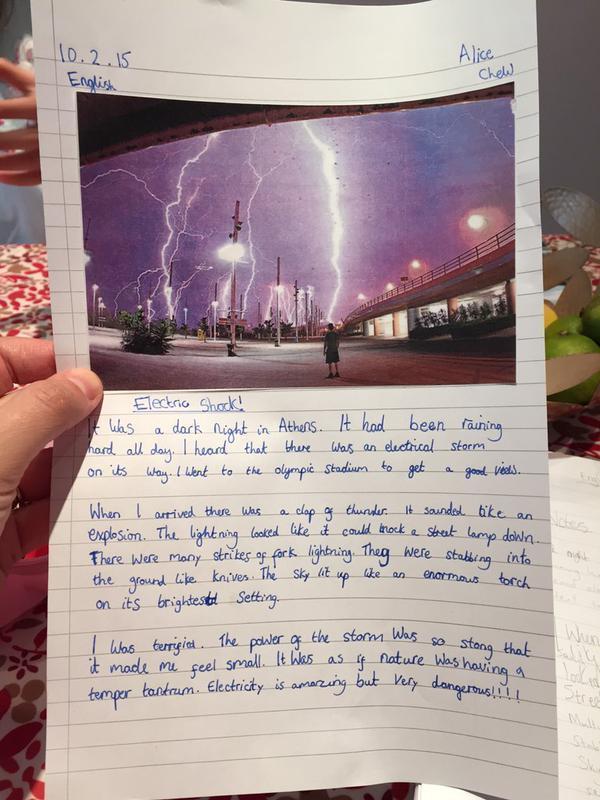 10.2.15
Alice
English
Chew
Electric Shock!
It was a dark night in Athens. It had been raining
hard all day. I heard that there was an electrical storm
on its way. I went to the olympic stadium to get a good view.
When I arrived there was a clap of thunder. It sounded like an
explosion. The lightning looked like it could knock a street lamp down.
There were many strikes of fork lightning. They were stabbing into
the ground like knives. The sky lit up like an enormous torch
on its brightest setting.
I was terrified. The power of the storm was so stong that
it made me feel small. It was as if nature was having a
temper tantrum. Electricity is amazing but very dangerous!!!!
Notes
When